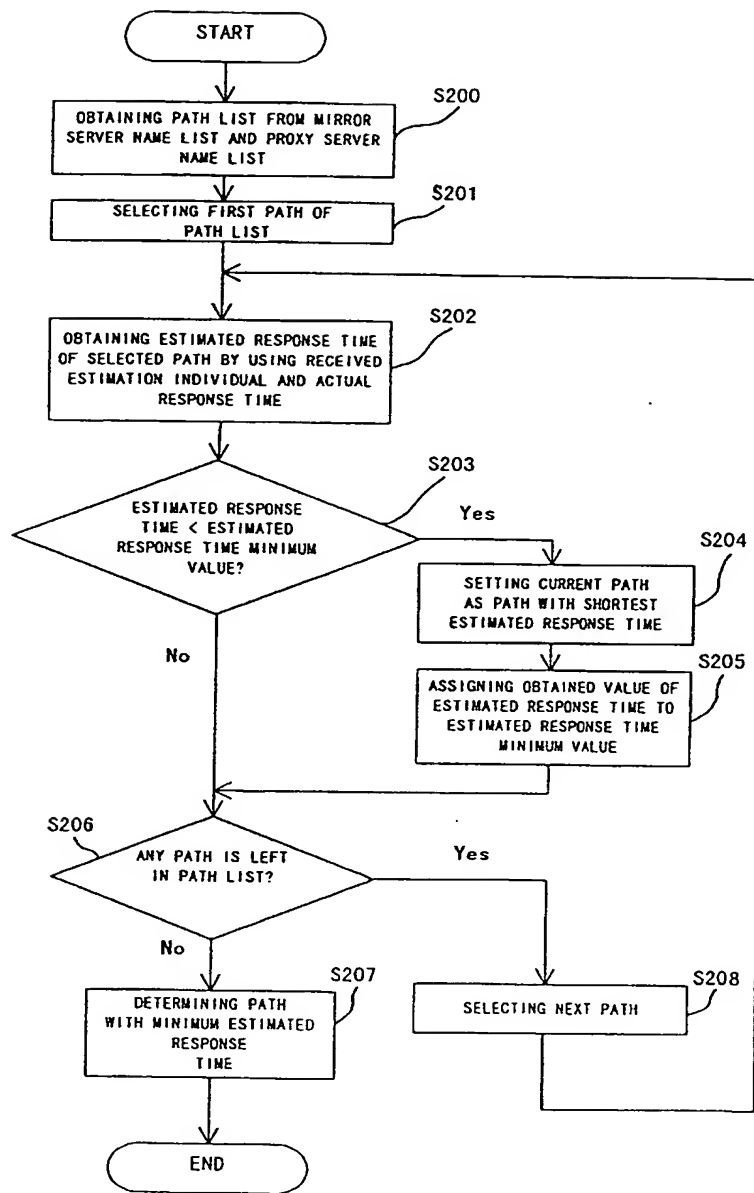 START
S200
OBTAINING PATH LIST FROM MIRROR
SERVER NAME LIST AND PROXY SERVER
NAME LIST
S201
SELECTING FIRST PATH OF
PATH LIST
S202
OBTAINING ESTIMATED RESPONSE TIME
OF SELECTED PATH BY USING RECEIVED
ESTIMATION INDIVIDUAL AND ACTUAL
RESPONSE TIME
S203
ESTIMATED RESPONSE
TIME < ESTIMATED
RESPONSE TIME MINIMUM
VALUE?
Yes
S204
SETTING CURRENT PATH
AS PATH WITH SHORTEST
ESTIMATED RESPONSE TIME
No
S205
ASSIGNING OBTAINED VALUE OF
ESTIMATED RESPONSE TIME TO
ESTIMATED RESPONSE TIME
MINIMUM VALUE
S206
ANY PATH IS LEFT
IN PATH LIST?
Yes
No
S207
DETERMINING PATH
WITH MINIMUM ESTIMATED
RESPONSE
TIME
S208
SELECTING NEXT PATH
END